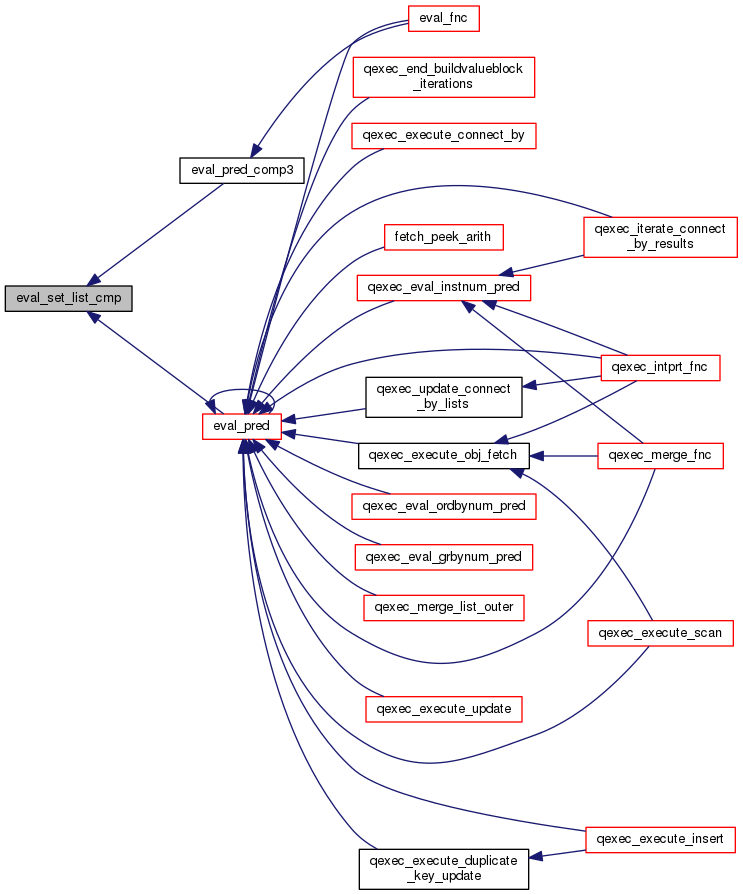 eval_fnc
qexec_end_buildvalueblock
_iterations
qexec_execute_connect_by
eval_pred_comp3
qexec_iterate_connect
_by_results
fetch_peek_arith
qexec_eval_instnum_pred
eval_set_list_cmp
qexec_intprt_fnc
qexec_update_connect
_by_lists
eval_pred
qexec_execute_obj_fetch
qexec_merge_fnc
qexec_eval_ordbynum_pred
qexec_eval_grbynum_pred
qexec_merge_list_outer
qexec_execute_scan
qexec_execute_update
qexec_execute_insert
qexec_execute_duplicate
_key_update